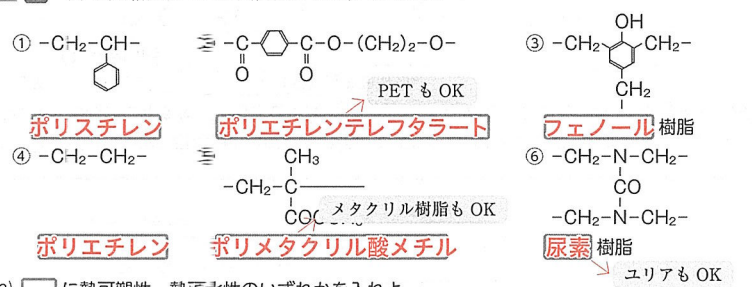 ① -CH₂-CH- -C-⌬-C-O-(CH₂)₂-O- ③ -CH₂ OH CH₂-
O O
PET も OK
CH₂
ポリスチレン ポリエチレンテレフタラート フェノール 樹脂
④ -CH₂-CH₂- CH₃ ⑥ -CH₂-N-CH₂-
-CH₂-C- CO
メタクリル樹脂も OK -CH₂-N-CH₂-
ポリエチレン ポリメタクリル酸メチル 尿素 樹脂
ユリアも OK
に熱可塑性、熱 性のいずれかを入れよ